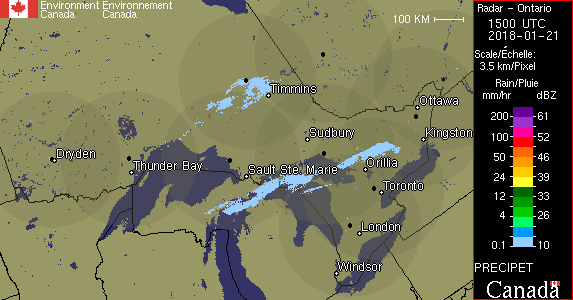 Environment Environnement
Canada Canada
100 KM
Timmins
Ottawa
Sudbury
Kingston
Dryden
Thunder Bay
Sault Ste. Marie
Orillia
Toronto
London
Windsor
Radar - Ontario
1500 UTC
2018-01-21
Scale/Échelle:
3.5 km/Pixel
Rain/Pluie
mm/hr dBZ
200 61
100 52
50 46
24 39
12 33
4 26
0.1 10
PRECIPET
Canada